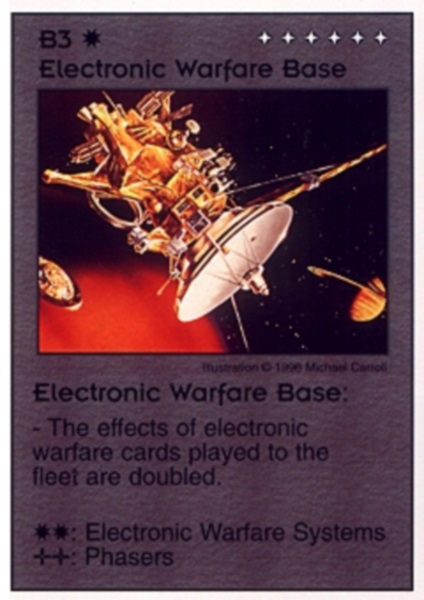 B3 ✷ ✦ ✦ ✦ ✦ ✦ ✦
Electronic Warfare Base
Illustration © 1996 Michael Carroll
Electronic Warfare Base:
- The effects of electronic
warfare cards played to the
fleet are doubled.
✷✷: Electronic Warfare Systems
✦✦: Phasers